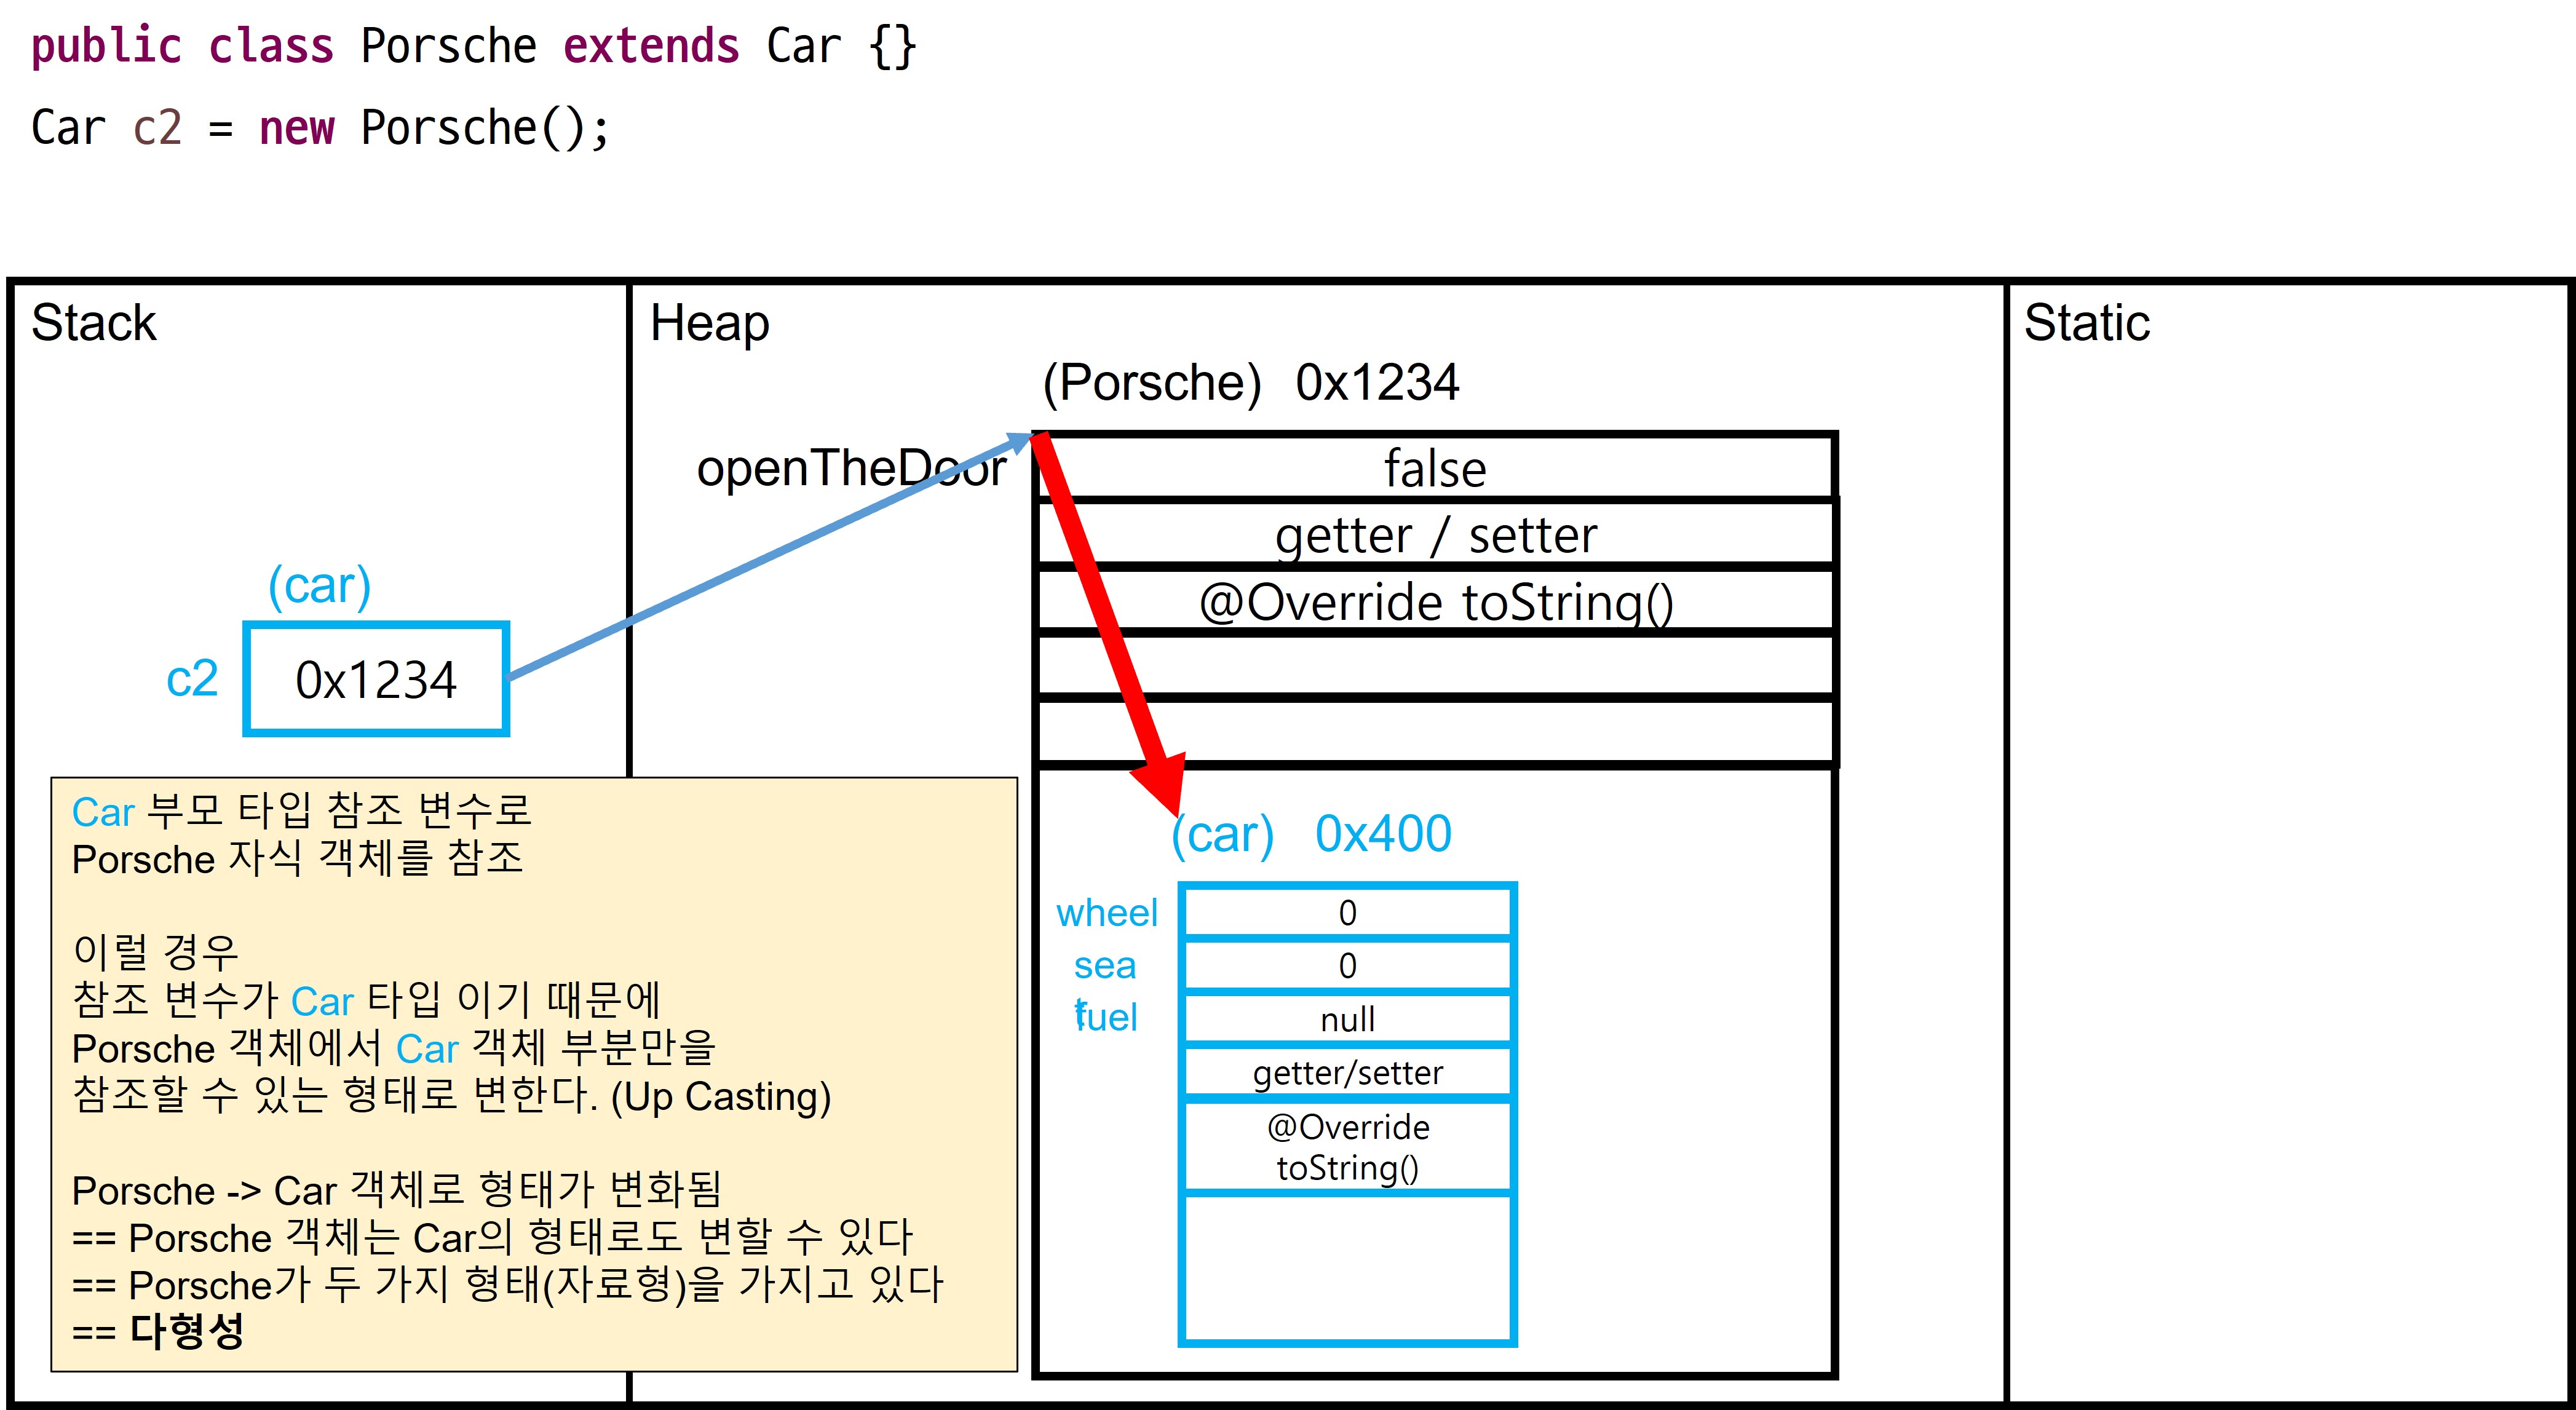 public class Porsche extends Car {}
Car c2 = new Porsche();
Stack
Heap
Static
(Porsche) 0x1234
openTheDoor
false
getter / setter
@Override toString()
(car)
c2
0x1234
Car 부모 타입 참조 변수로
Porsche 자식 객체를 참조
이럴 경우
참조 변수가 Car 타입 이기 때문에
Porsche 객체에서 Car 객체 부분만을
참조할 수 있는 형태로 변한다. (Up Casting)
Porsche -> Car 객체로 형태가 변화됨
== Porsche 객체는 Car의 형태로도 변할 수 있다
== Porsche가 두 가지 형태(자료형)을 가지고 있다
== 다형성
(car) 0x400
wheel
0
sea
t
0
fuel
null
getter/setter
@Override
toString()